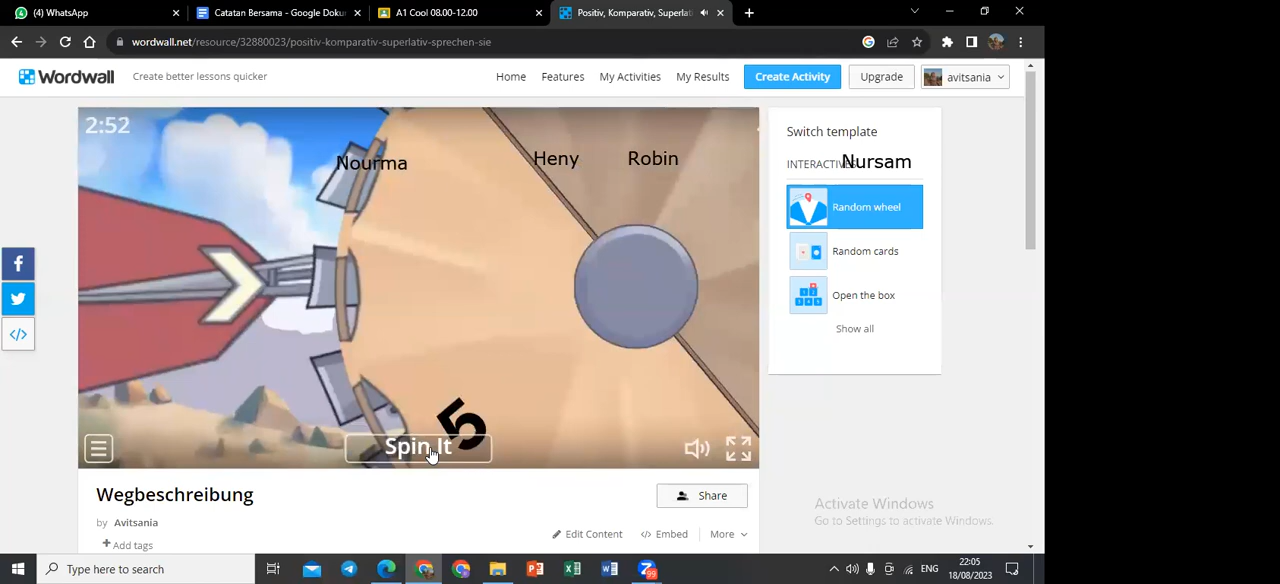 (4) WhatsApp
Catatan Bersama - Google Doku
A1 Cool 08.00-12.00
Positiv, Komparativ, Superlati
wordwall.net/resource/32880023/positiv-komparativ-superlativ-sprechen-sie
Wordwall
Create better lessons quicker
Home
Features
My Activities
My Results
Create Activity
Upgrade
avitsania
2:52
Nourma
Heny
Robin
5
Spin It
Switch template
INTERACTIVES
Nursam
Random wheel
Random cards
Open the box
Show all
Wegbeschreibung
Share
by Avitsania
Edit Content
Embed
More
Add tags
Activate Windows
Go to Settings to activate Windows.
Type here to search
99
ENG
22:05
18/08/2023